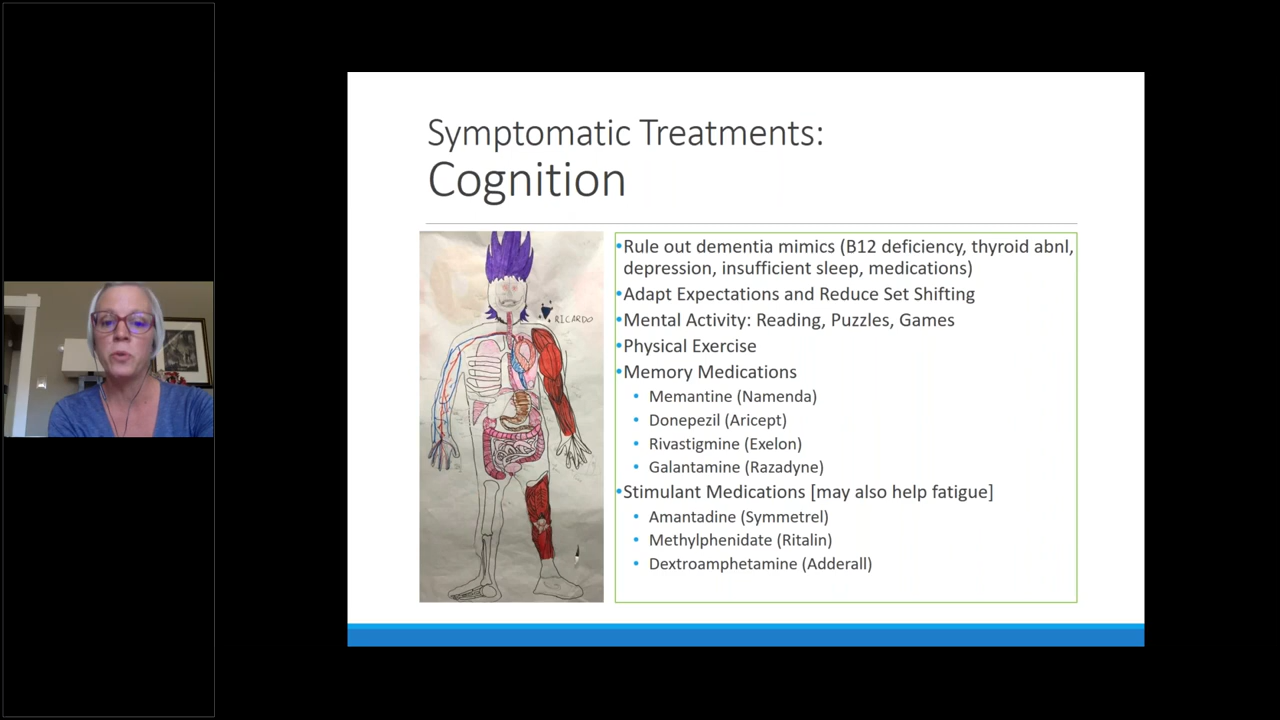 Symptomatic Treatments:
Cognition
RICARDO
•Rule out dementia mimics (B12 deficiency, thyroid abnl,
depression, insufficient sleep, medications)
•Adapt Expectations and Reduce Set Shifting
•Mental Activity: Reading, Puzzles, Games
•Physical Exercise
•Memory Medications
• Memantine (Namenda)
• Donepezil (Aricept)
• Rivastigmine (Exelon)
• Galantamine (Razadyne)
•Stimulant Medications [may also help fatigue]
• Amantadine (Symmetrel)
• Methylphenidate (Ritalin)
• Dextroamphetamine (Adderall)